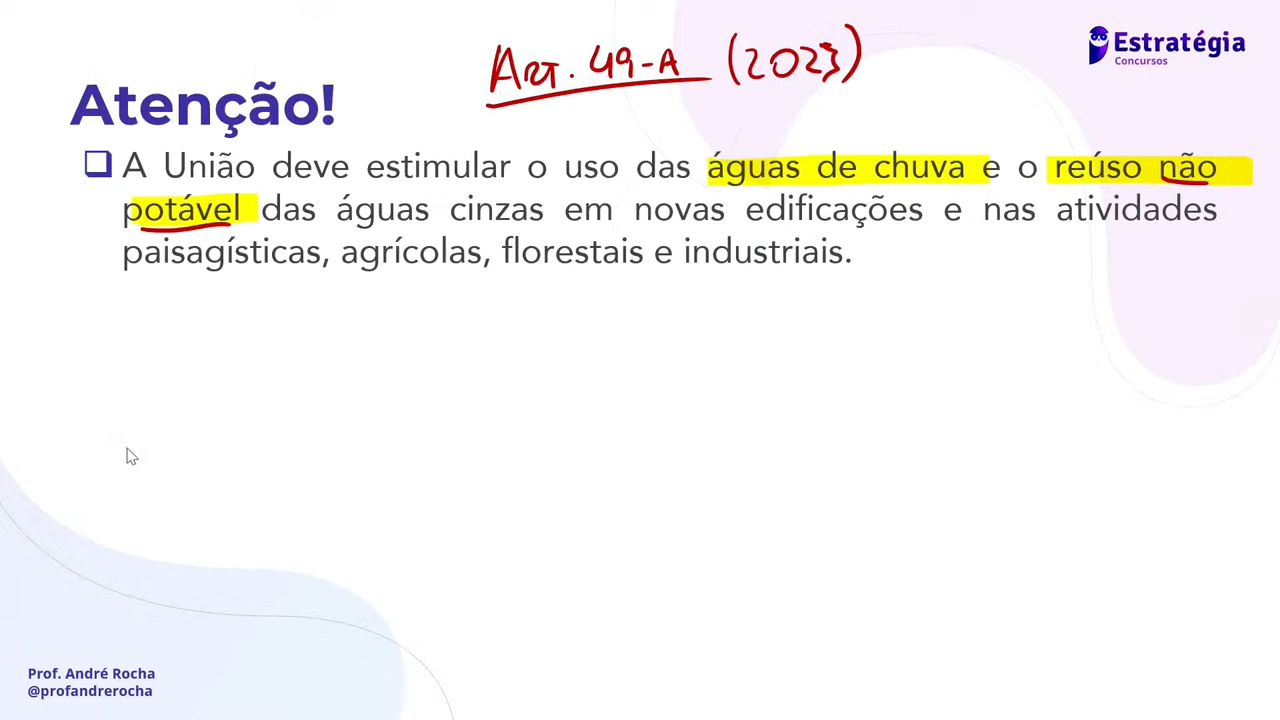 Art. 49-A (2023)
Estratégia
Concursos
Atenção!
A União deve estimular o uso das águas de chuva e o reúso não
potável das águas cinzas em novas edificações e nas atividades
paisagísticas, agrícolas, florestais e industriais.
Prof. André Rocha
@profandrerocha